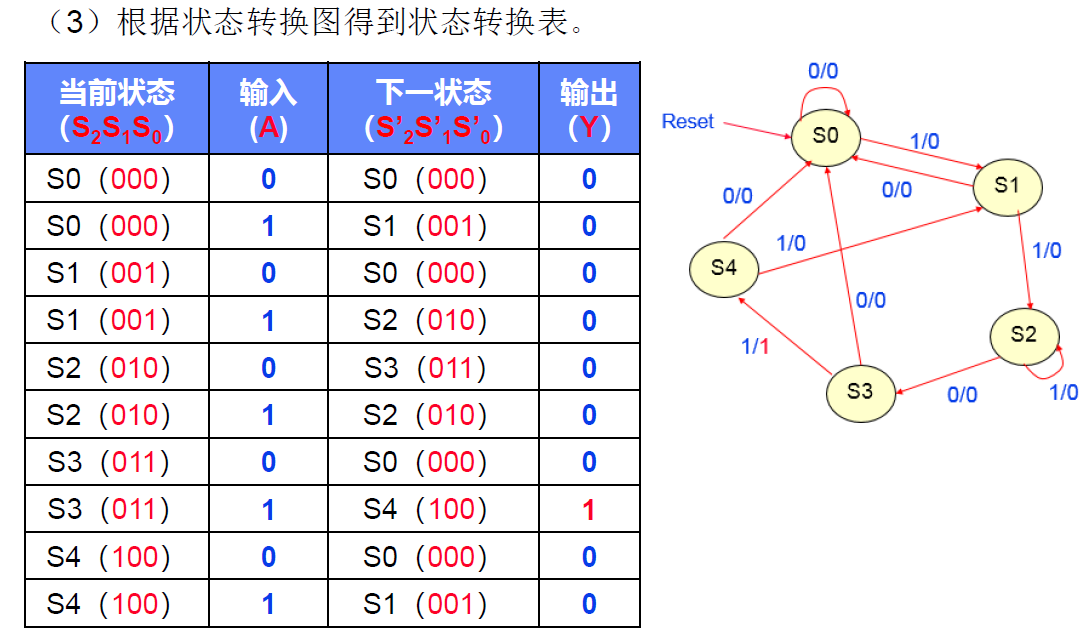 （3）根据状态转换图得到状态转换表。
当前状态 输入 下一状态 输出
（S2S1S0） (A) （S’2S’1S’0） (Y）
S0（000） 0 S0（000） 0
S0（000） 1 S1（001） 0
S1（001） 0 S0（000） 0
S1（001） 1 S2（010） 0
S2（010） 0 S3（011） 0
S2（010） 1 S2（010） 0
S3（011） 0 S0（000） 0
S3（011） 1 S4（100） 1
S4（100） 0 S0（000） 0
S4（100） 1 S1（001） 0
0/0
Reset
S0
1/0
0/0
S1
0/0
1/0
S4
1/0
0/0
S2
1/1
S3
0/0
1/0